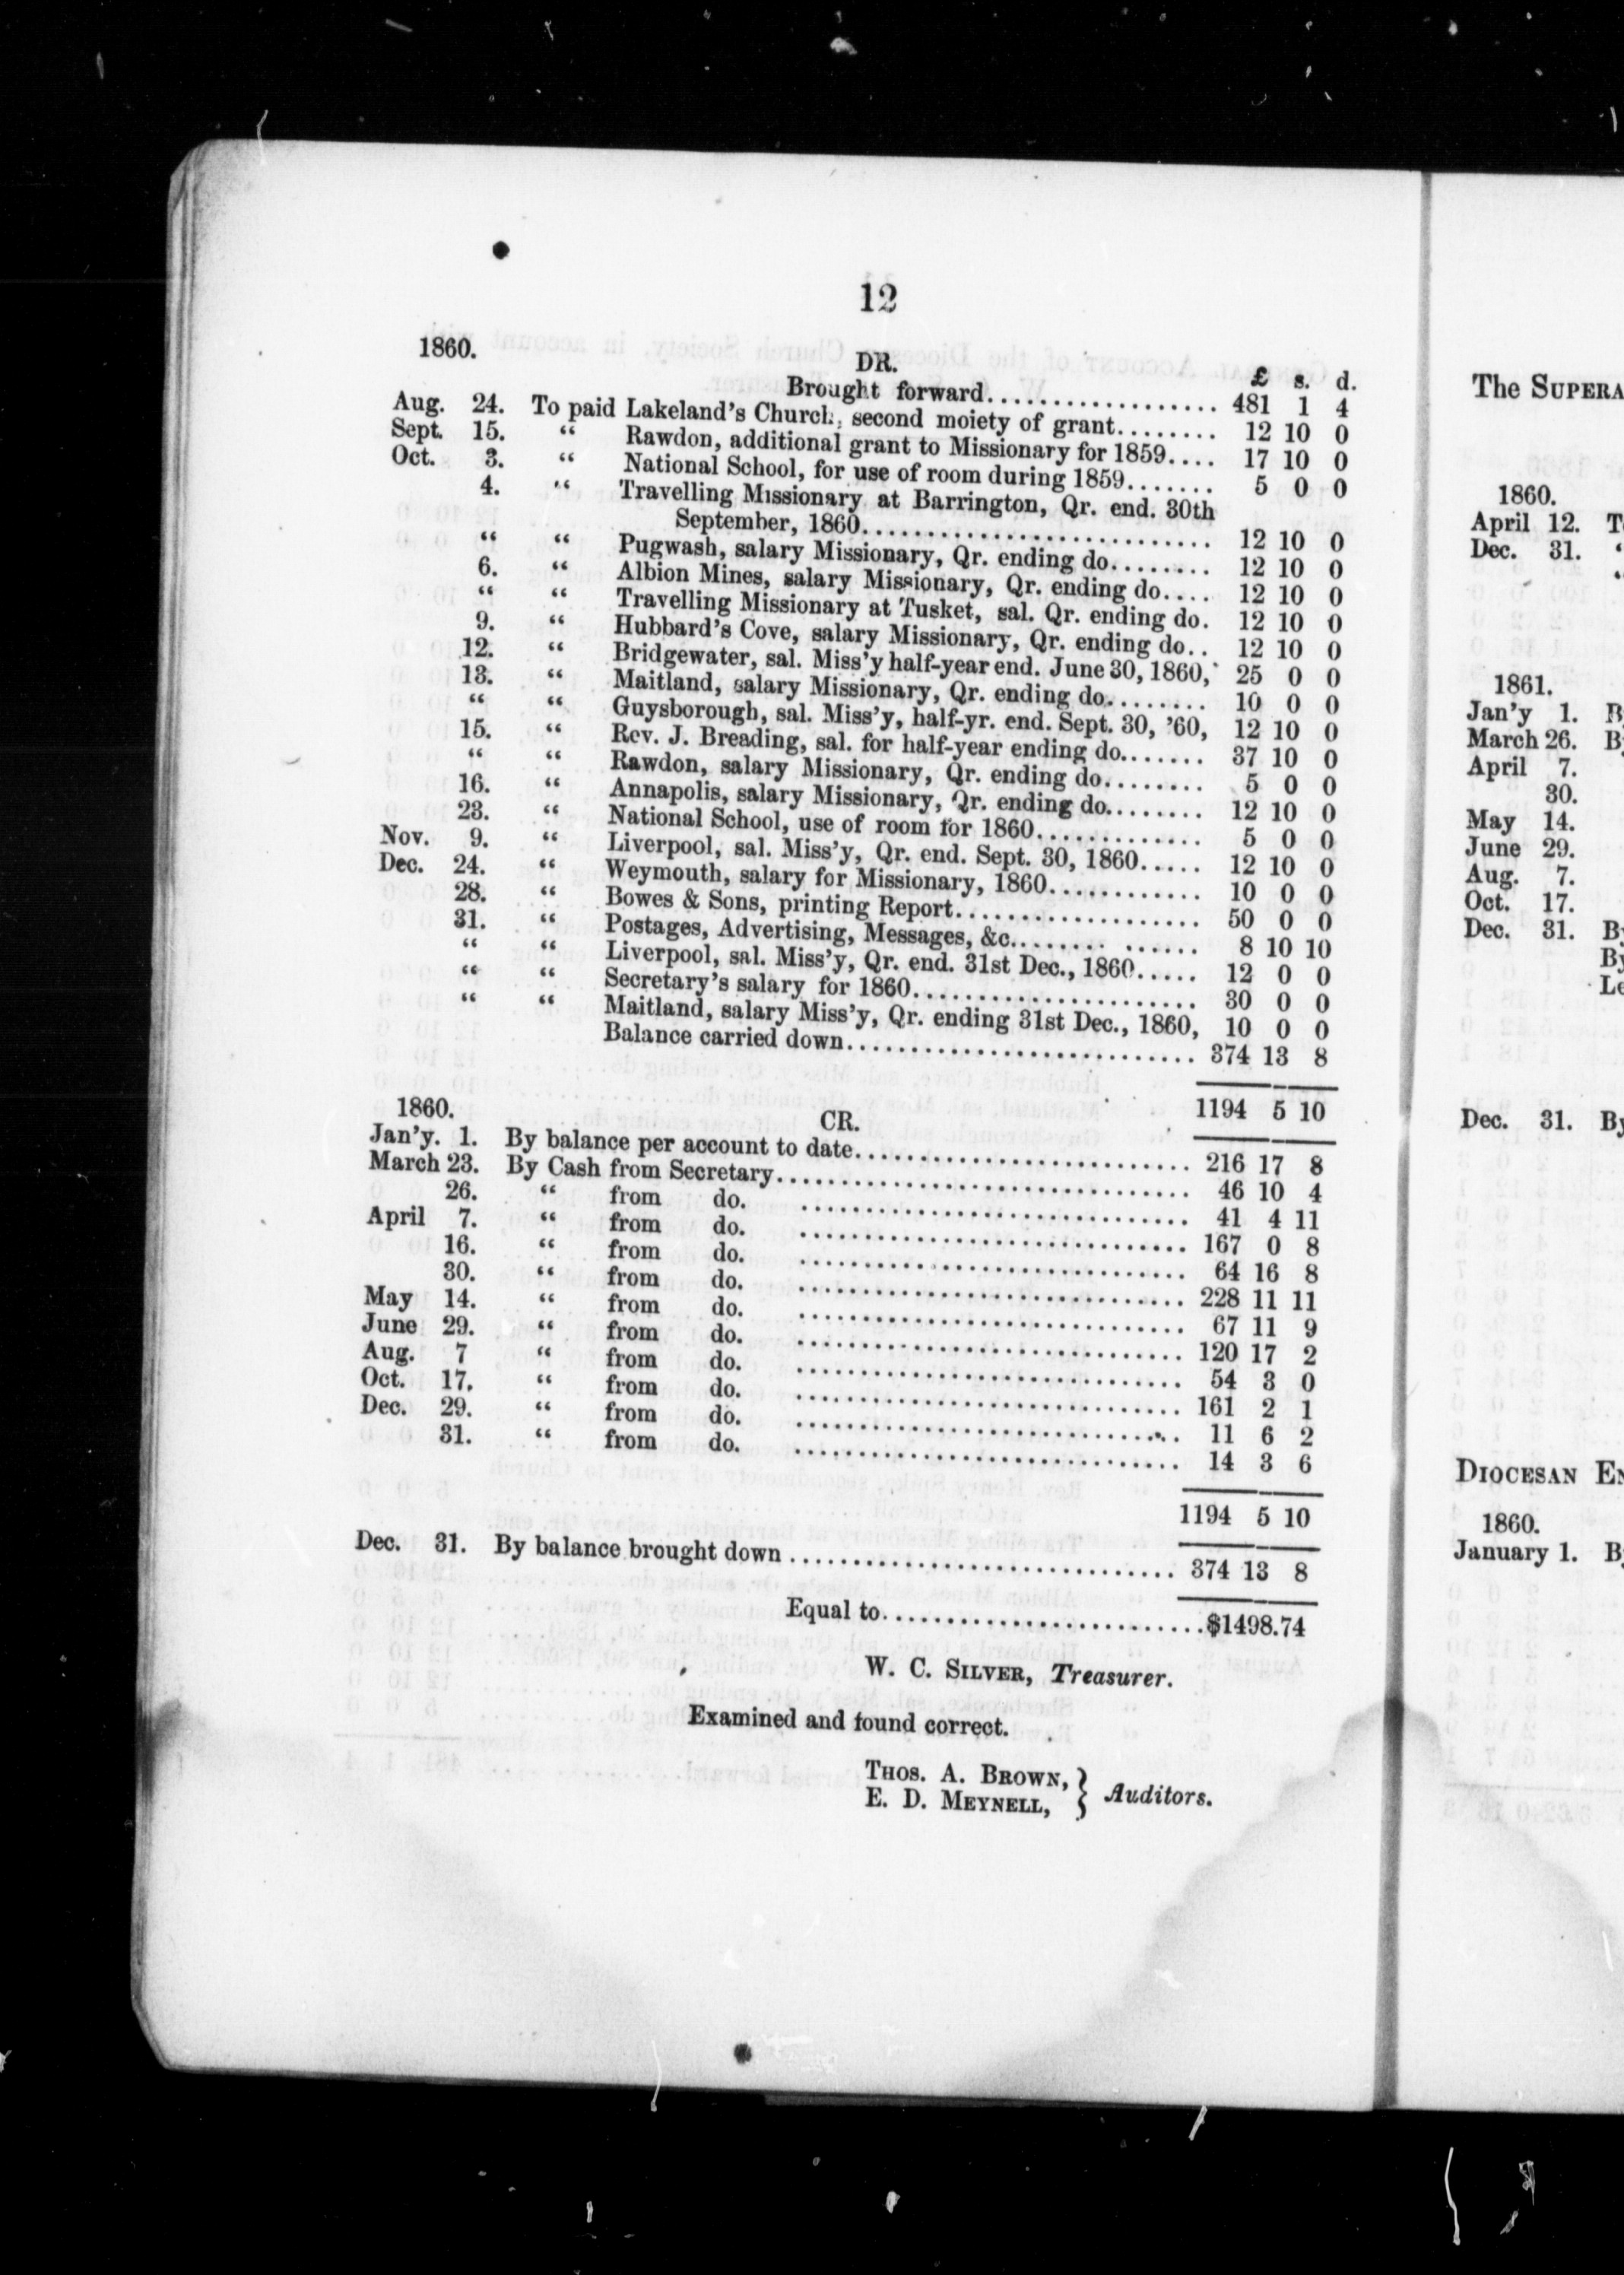 12
1860. DR. £ s. d.
Brought forward.................. 481 1 4
Aug. 24. To paid Lakeland's Church, second moiety of grant........ 12 10 0
Sept. 15. “ Rawdon, additional grant to Missionary for 1859.... 17 10 0
Oct. 3. “ National School, for use of room during 1859....... 5 0 0
4. “ Travelling Missionary at Barrington, Qr. end. 30th
September, 1860........................... 12 10 0
“ “ Pugwash, salary Missionary, Qr. ending do........ 12 10 0
6. “ Albion Mines, salary Missionary, Qr. ending do.... 12 10 0
“ “ Travelling Missionary at Tusket, sal. Qr. ending do. 12 10 0
9. “ Hubbard's Cove, salary Missionary, Qr. ending do.. 12 10 0
12. “ Bridgewater, sal. Miss'y half-year end. June 30, 1860, 25 0 0
13. “ Maitland, salary Missionary, Qr. ending do........ 10 0 0
“ “ Guysborough, sal. Miss'y, half-yr. end. Sept. 30, '60, 12 10 0
15. “ Rev. J. Breading, sal. for half-year ending do....... 37 10 0
“ “ Rawdon, salary Missionary, Qr. ending do........ 5 0 0
16. “ Annapolis, salary Missionary, Qr. ending do........ 12 10 0
23. “ National School, use of room for 1860............. 5 0 0
Nov. 9. “ Liverpool, sal. Miss'y, Qr. end. Sept. 30, 1860..... 12 10 0
Dec. 24. “ Weymouth, salary for Missionary, 1860............ 10 0 0
28. “ Bowes & Sons, printing Report................... 50 0 0
31. “ Postages, Advertising, Messages, &c........ ...... 8 10 10
“ “ Liverpool, sal. Miss'y, Qr. end. 31st Dec., 1860..... 12 0 0
“ “ Secretary's salary for 1860...................... 30 0 0
“ “ Maitland, salary Miss'y, Qr. ending 31st Dec., 1860, 10 0 0
Balance carried down........................... 374 13 8
1194 5 10
1860. CR.
Jan'y. 1. By balance per account to date.......................... 216 17 8
March 23. By Cash from Secretary................................ 46 10 4
26. “ from do. .............................. 41 4 11
April 7. “ from do. .............................. 167 0 8
16. “ from do. .............................. 64 16 8
30. “ from do. .............................. 228 11 11
May 14. “ from do. .............................. 67 11 9
June 29. “ from do. .............................. 120 17 2
Aug. 7 “ from do. .............................. 54 3 0
Oct. 17. “ from do. .............................. 161 2 1
Dec. 29. “ from do. .............................. 11 6 2
31. “ from do. .............................. 14 3 6
1194 5 10
Dec. 31. By balance brought down .............................. 374 13 8
Equal to.........................$1498.74
W. C. SILVER, Treasurer.
Examined and found correct.
THOS. A. BROWN, } Auditors.
E. D. MEYNELL,
The SUPERA
1860.
April 12.
Dec. 31.
1861.
Jan'y 1.
March 26. By
April 7.
30.
May 14.
June 29.
Aug. 7.
Oct. 17.
Dec. 31. By
By
Le
Dec. 31. By
DIOCESAN EN
1860.
January 1. By